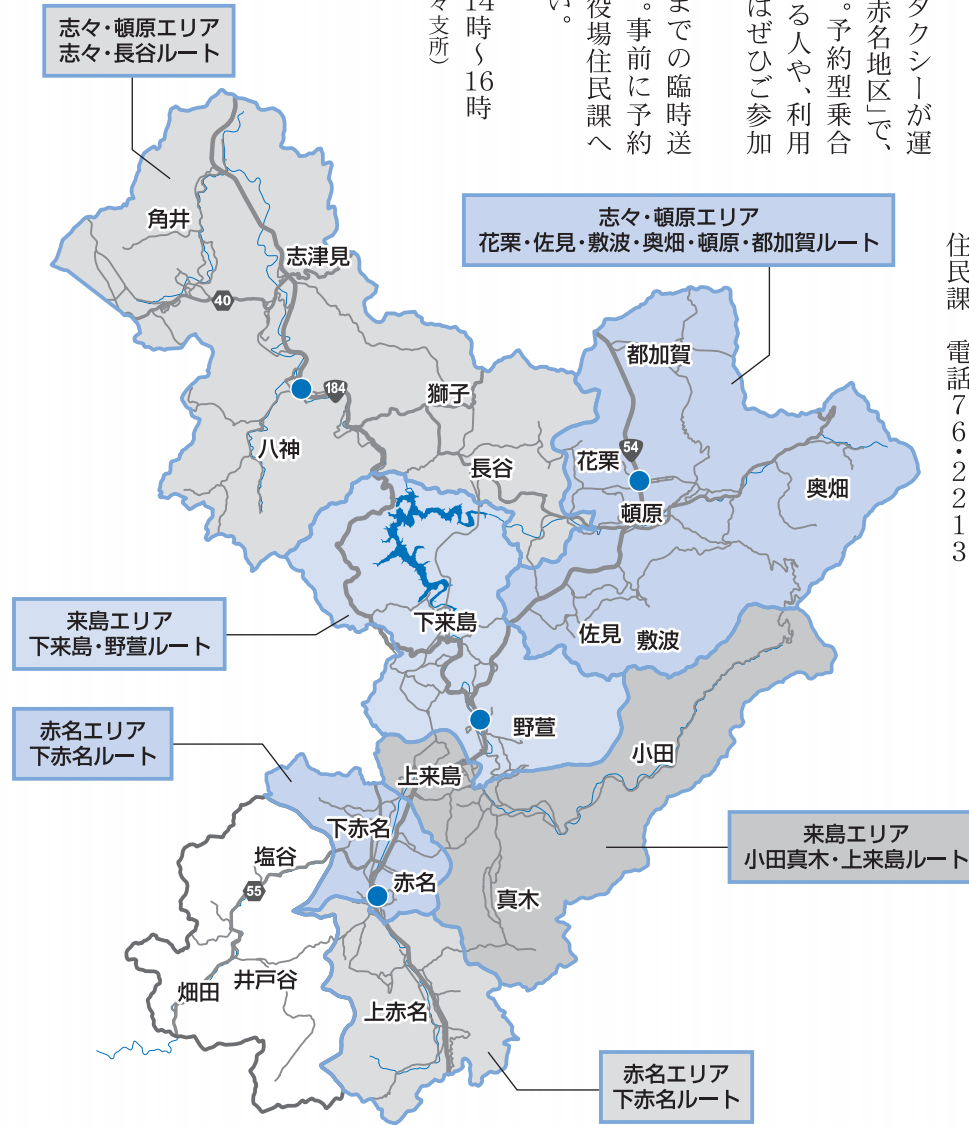 タクシーが運
赤名地区」で、
。予約型乗合
る人や、利用
はぜひご参加
までの臨時送
。事前に予約
役場住民課へ
い。
14時~16時
々支所)
住民課 電話76・2213
志々・頓原エリア
志々・長谷ルート
志々・頓原エリア
花栗・佐見・敷波・奥畑・頓原・都加賀ルート
角井
志津見
40
184
獅子
八神
長谷
都加賀
54
花栗
頓原
奥畑
佐見
敷波
来島エリア
下来島・野萱ルート
下来島
野萱
赤名エリア
下赤名ルート
上来島
小田
来島エリア
小田真木・上来島ルート
下赤名
塩谷
55
赤名
真木
畑田
井戸谷
上赤名
赤名エリア
下赤名ルート